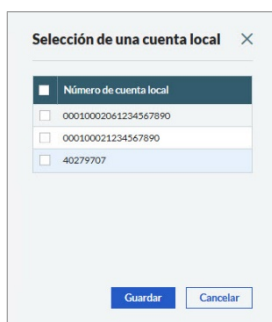 Selección de una cuenta local
Número de cuenta local
00010002061234567890
000100021234567890
40279707
Guardar Cancelar